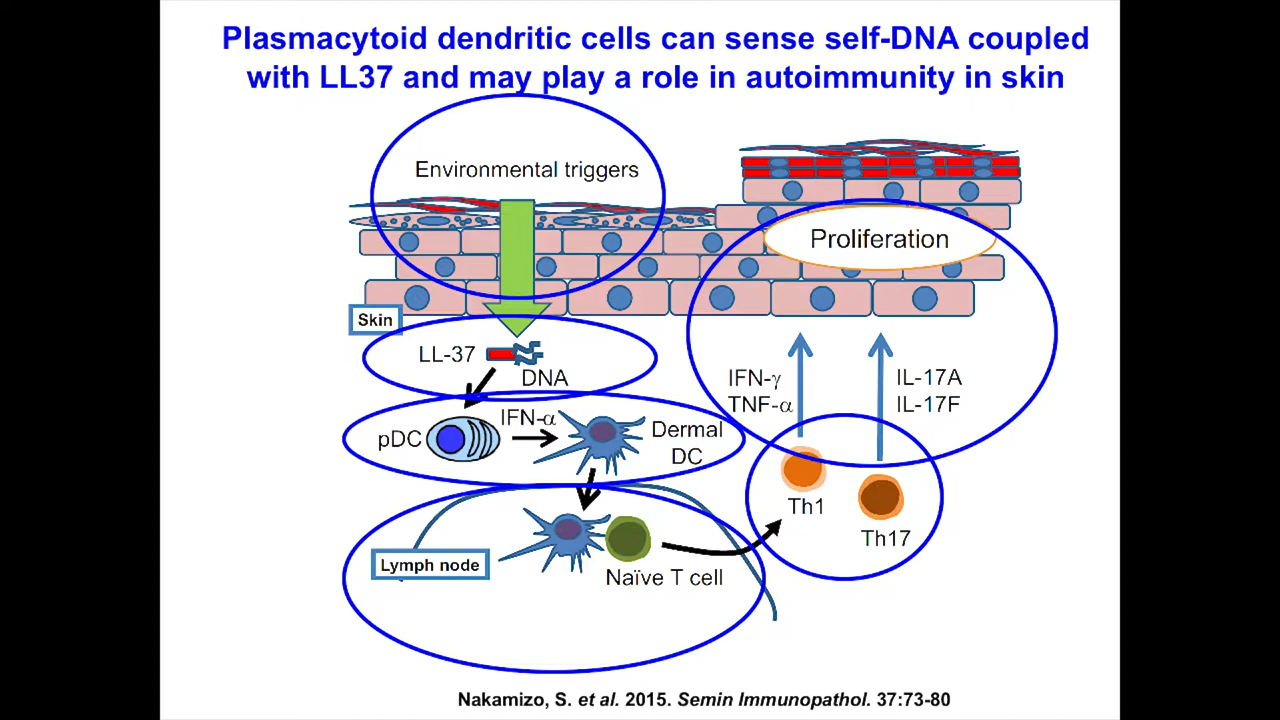 Plasmacytoid dendritic cells can sense self-DNA coupled
with LL37 and may play a role in autoimmunity in skin
Environmental triggers
Proliferation
Skin
LL-37
DNA
IFN-γ
TNF-α
IL-17A
IL-17F
pDC
IFN-α
Dermal
DC
Th1
Th17
Lymph node
Naïve T cell
Nakamizo, S. et al. 2015. Semin Immunopathol. 37:73-80